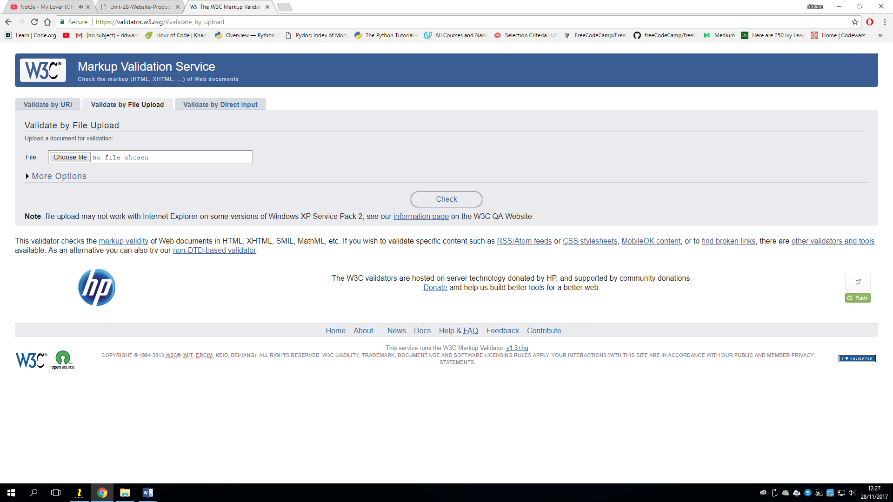 Not3s - My Lover (Ch
Unit-28-Website-Produc
The W3C Markup Validati
Secure https://validator.w3.org/#validate_by_upload
Learn | Code.org
(no subject) - ridwan
Hour of Code | Khan
Overview — Python
Pydoc: Index of Mod
The Python Tutorial
All Courses and Nan
Selection Criteria | U
FreeCodeCamp/Free
freeCodeCamp/freeC
Medium
Here are 250 Ivy Leag
Home | Codewars
W3C
Markup Validation Service
Check the markup (HTML, XHTML, …) of Web documents
Validate by URI
Validate by File Upload
Validate by Direct Input
Validate by File Upload
Upload a document for validation:
File: Choose file No file chosen
More Options
Check
Note: file upload may not work with Internet Explorer on some versions of Windows XP Service Pack 2, see our information page on the W3C QA Website.
This validator checks the markup validity of Web documents in HTML, XHTML, SMIL, MathML, etc. If you wish to validate specific content such as RSS/Atom feeds or CSS stylesheets, MobileOK content, or to find broken links, there are other validators and tools
available. As an alternative you can also try our non-DTD-based validator.
hp
The W3C validators are hosted on server technology donated by HP, and supported by community donations.
Donate and help us build better tools for a better web.
Flattr
Home About News Docs Help & FAQ Feedback Contribute
W3C
open source
This service runs the W3C Markup Validator, v1.3+hg.
COPYRIGHT © 1994-2013 W3C® (MIT, ERCIM, KEIO, BEIHANG), ALL RIGHTS RESERVED. W3C LIABILITY, TRADEMARK, DOCUMENT USE AND SOFTWARE LICENSING RULES APPLY. YOUR INTERACTIONS WITH THIS SITE ARE IN ACCORDANCE WITH OUR PUBLIC AND MEMBER PRIVACY
STATEMENTS.
I ♥ VALIDATOR
12:27
28/11/2017